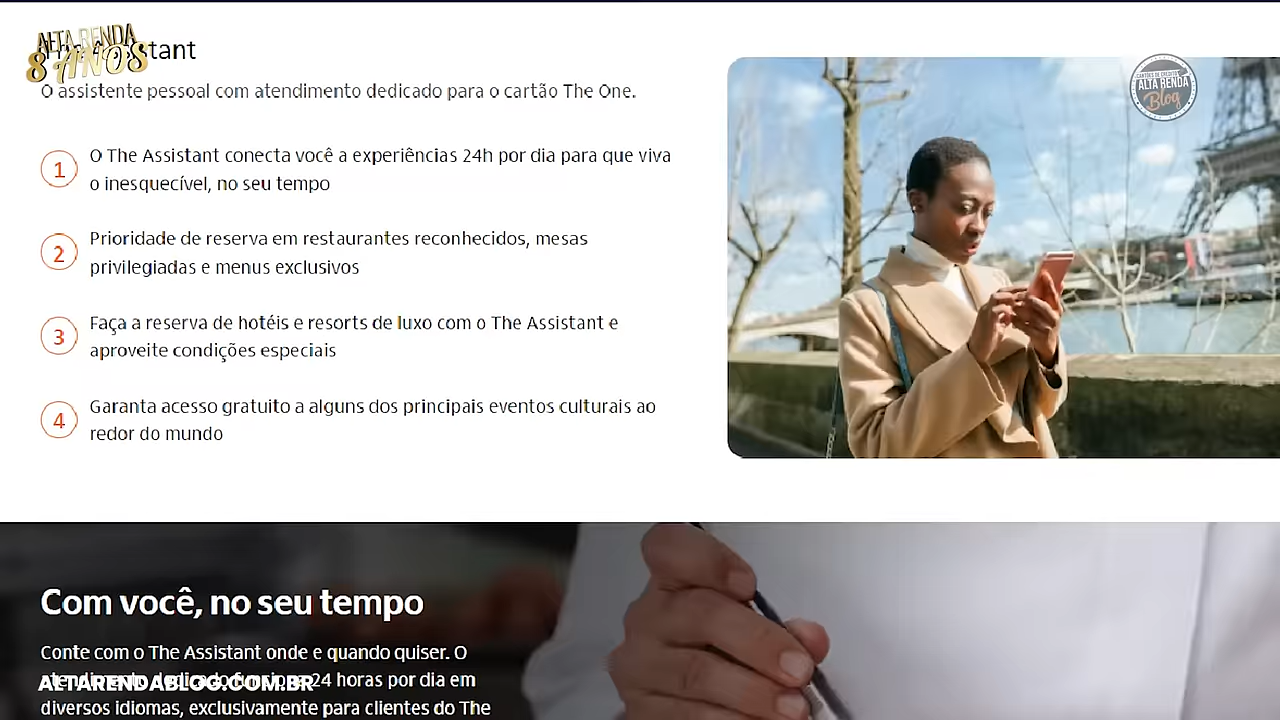 ALTA RENDA
8 ANOS
O assistente pessoal com atendimento dedicado para o cartão The One.
CARTÕES DE CRÉDITO
ALTA RENDA
Blog
1
O The Assistant conecta você a experiências 24h por dia para que viva
o inesquecível, no seu tempo
2
Prioridade de reserva em restaurantes reconhecidos, mesas
privilegiadas e menus exclusivos
3
Faça a reserva de hotéis e resorts de luxo com o The Assistant e
aproveite condições especiais
4
Garanta acesso gratuito a alguns dos principais eventos culturais ao
redor do mundo
Com você, no seu tempo
Conte com o The Assistant onde e quando quiser. O
24 horas por dia em
ALTARENDABLOG.COM.BR
diversos idiomas, exclusivamente para clientes do The